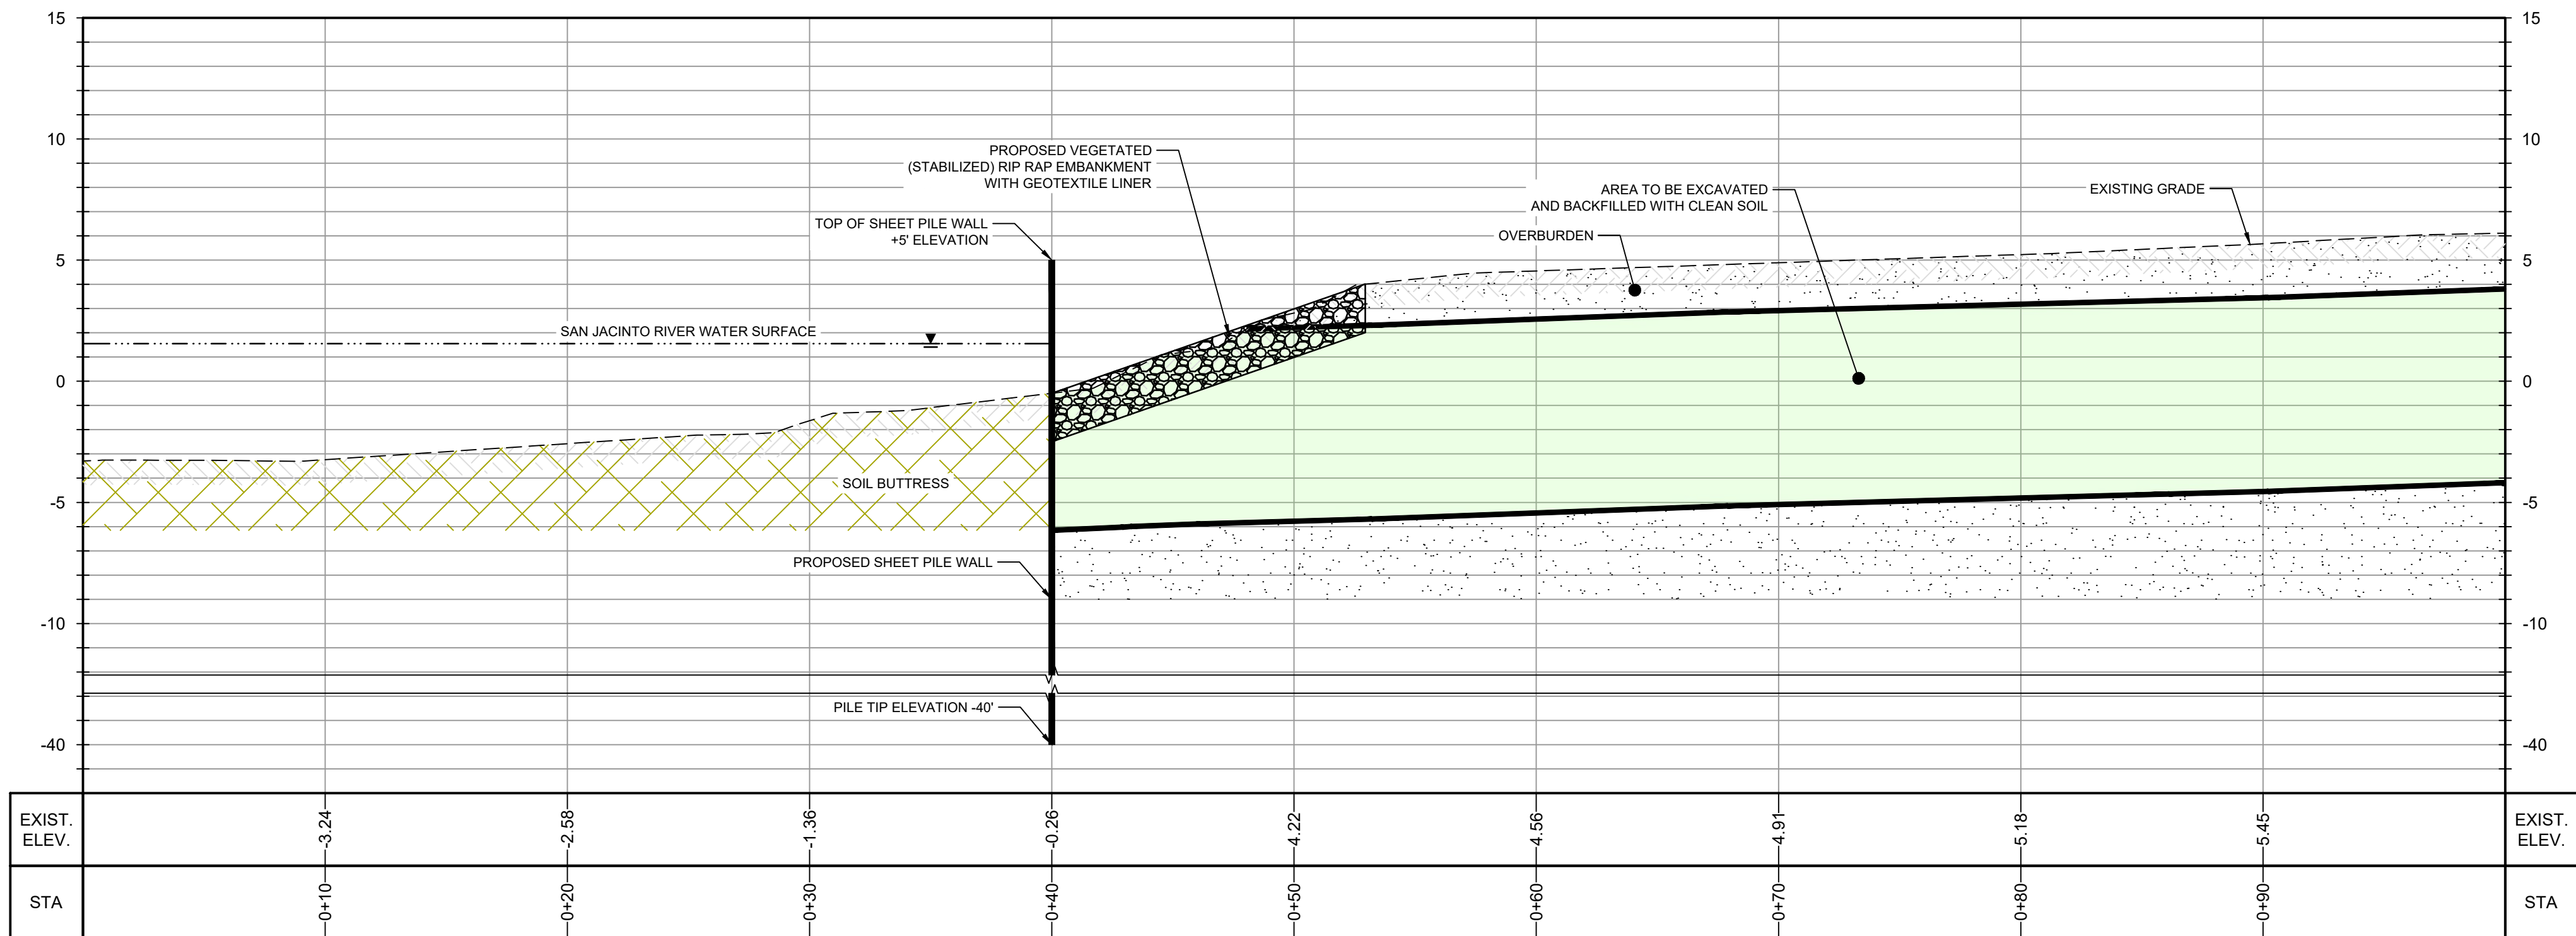 15
15
10
10
PROPOSED VEGETATED
(STABILIZED) RIP RAP EMBANKMENT
WITH GEOTEXTILE LINER
AREA TO BE EXCAVATED
AND BACKFILLED WITH CLEAN SOIL
EXISTING GRADE
TOP OF SHEET PILE WALL
+5' ELEVATION
OVERBURDEN
5
5
SAN JACINTO RIVER WATER SURFACE
0
0
SOIL BUTTRESS
-5
-5
PROPOSED SHEET PILE WALL
-10
-10
PILE TIP ELEVATION -40'
-40
-40
EXIST.
ELEV.
-3.24
-2.58
-1.36
-0.26
4.22
4.56
4.91
5.18
5.45
EXIST.
ELEV.
STA
0+10
0+20
0+30
0+40
0+50
0+60
0+70
0+80
0+90
STA